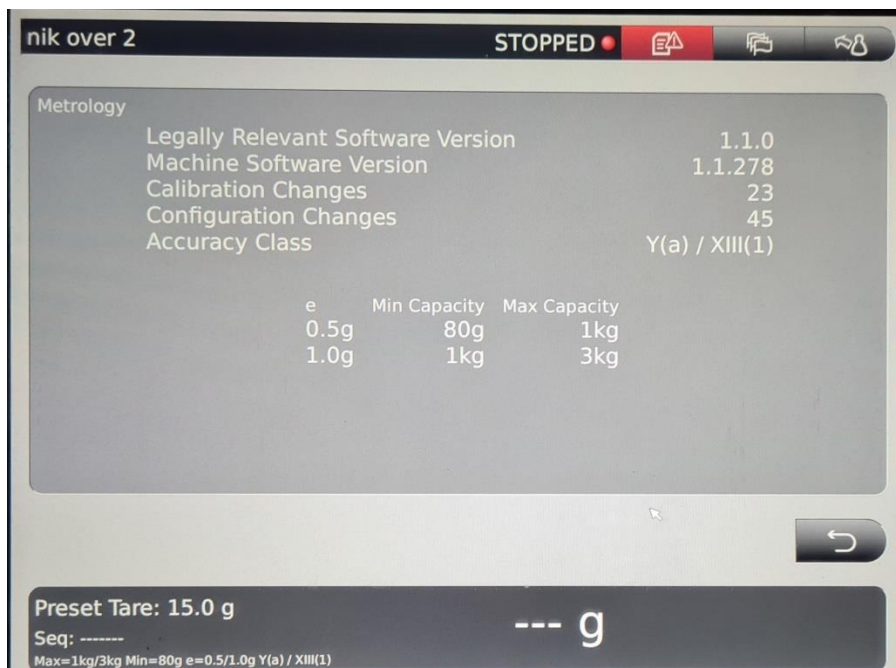 nik over 2 STOPPED
Metrology
Legally Relevant Software Version 1.1.0
Machine Software Version 1.1.278
Calibration Changes 23
Configuration Changes 45
Accuracy Class Y(a) / XIII(1)
e Min Capacity Max Capacity
0.5g 80g 1kg
1.0g 1kg 3kg
Preset Tare: 15.0 g
--- g
Seq: -------
Max=1kg/3kg Min=80g e=0.5/1.0g Y(a) / XIII(1)